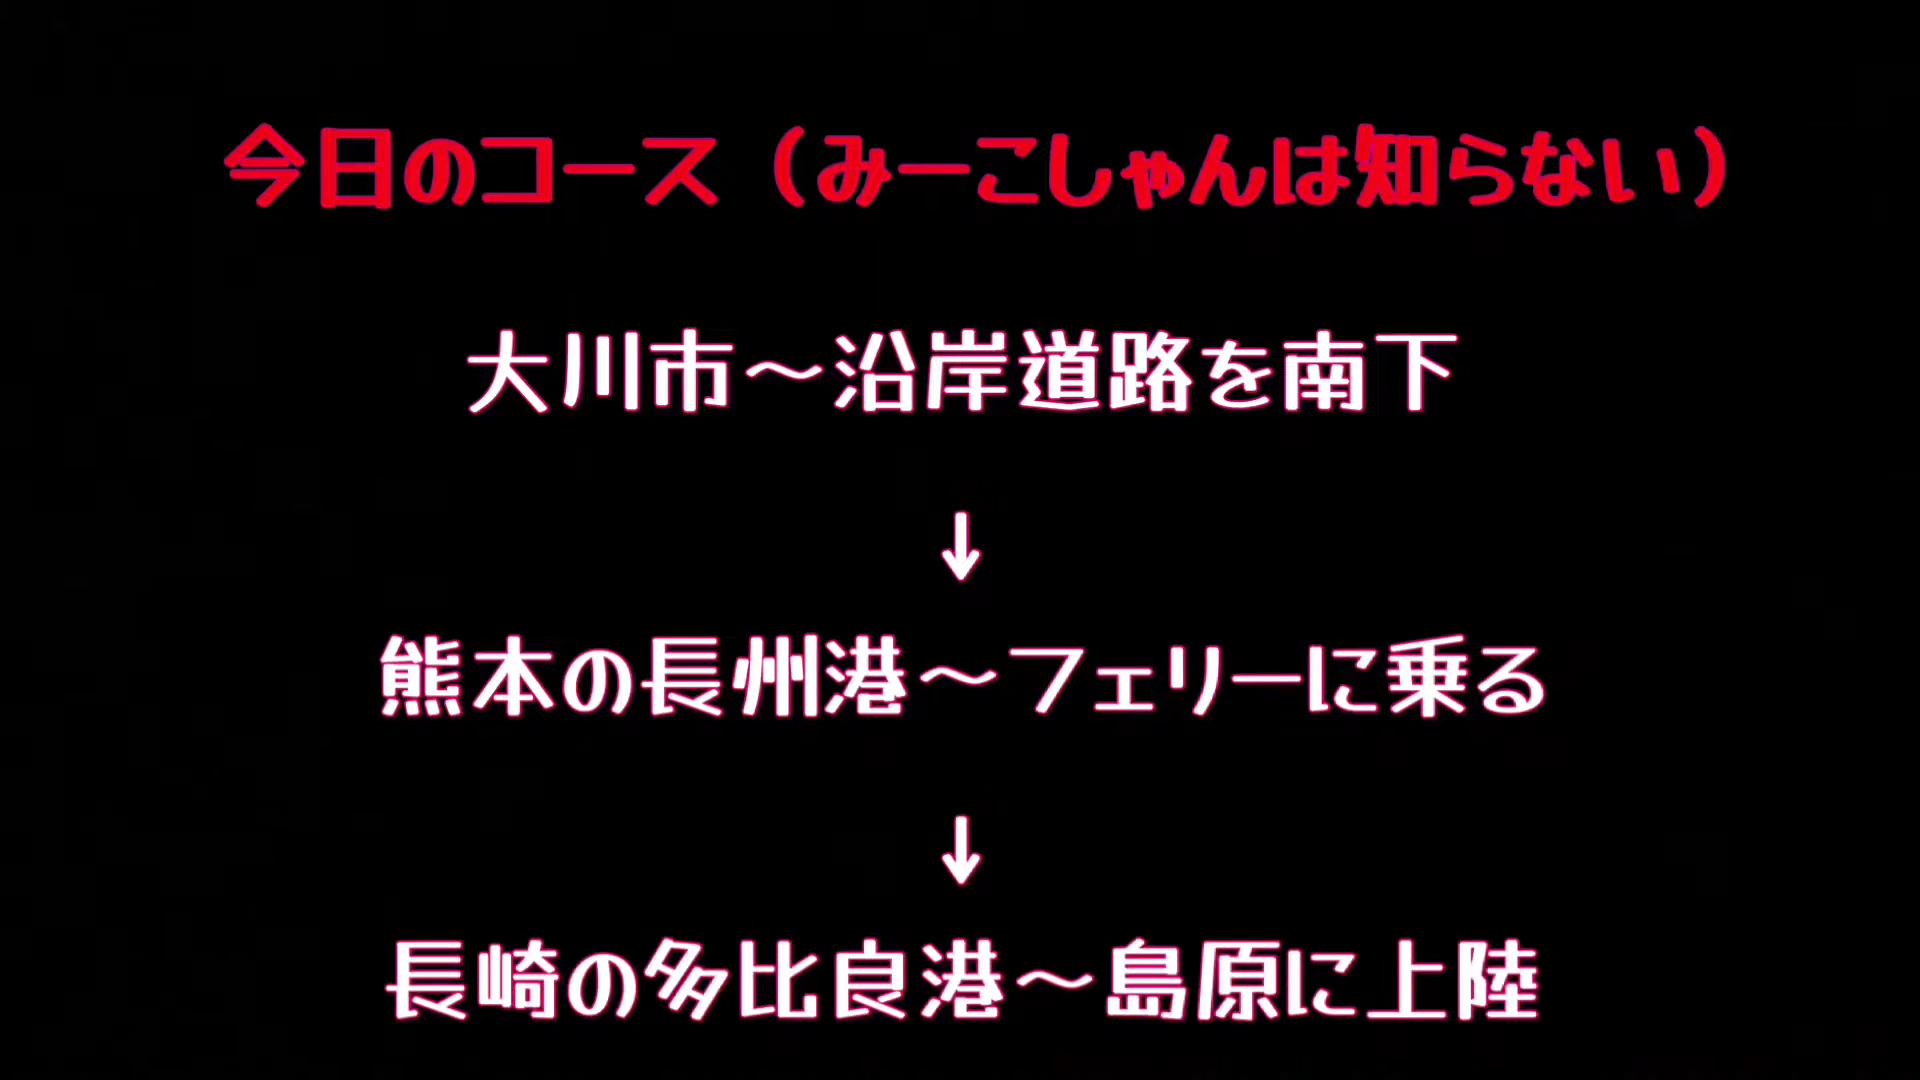 今日のコース（みーこしゃんは知らない）
大川市〜沿岸道路を南下
↓
熊本の長州港〜フェリーに乗る
↓
長崎の多比良港〜島原に上陸